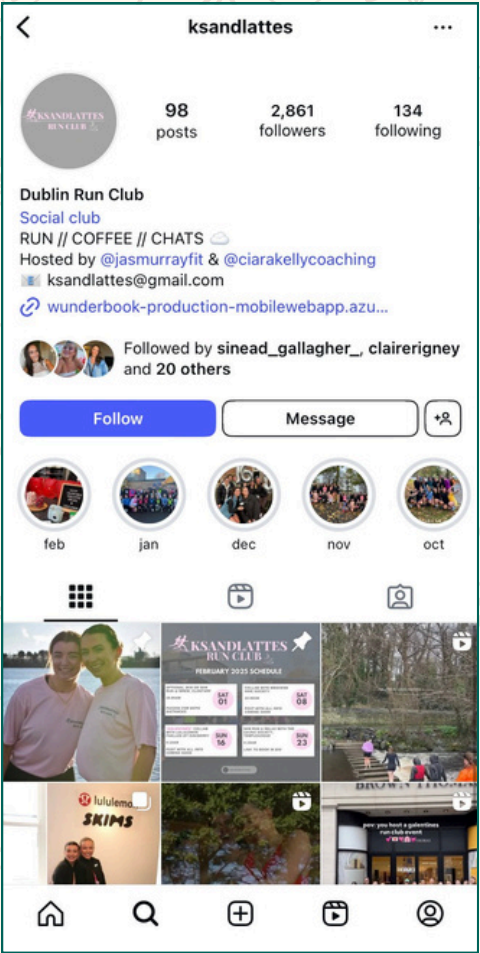 ksandlattes
KSANDLATTES
RUN CLUB
98
posts
2,861
followers
134
following
Dublin Run Club
Social club
RUN // COFFEE // CHATS
Hosted by @jasmurrayfit & @ciarakellycoaching
ksandlattes@gmail.com
wunderbook-production-mobilewebapp.azu...
Followed by sinead_gallagher_, clairerigney
and 20 others
Follow
Message
feb
jan
dec
nov
oct
KSANDLATTES
RUN CLUB
FEBRUARY 2025 SCHEDULE
SAT
01
SAT
08
SUN
16
SUN
23
lululemon
SKIMS
BROWN THOMAS
pov: you host a galentines
run club event